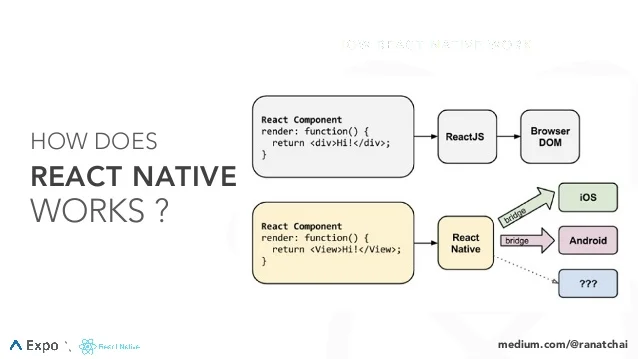 HOW REACT NATIVE WORK
HOW DOES
REACT NATIVE
WORKS ?
React Component
render: function() {
return <div>Hi!</div>;
}
ReactJS
Browser
DOM
React Component
render: function() {
return <View>Hi!</View>;
}
React
Native
bridge
iOS
bridge
Android
???
Expo
React Native
medium.com/@ranatchai